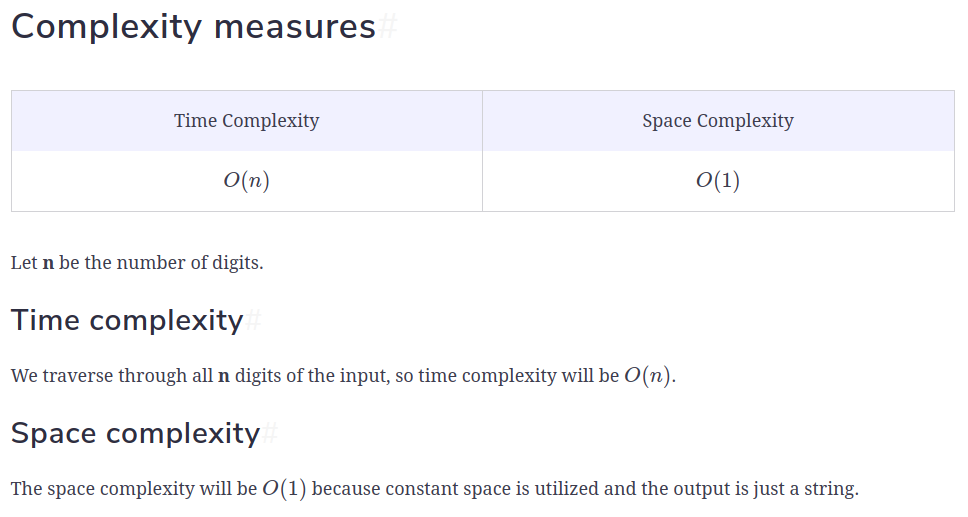 Complexity measures#
Time Complexity Space Complexity
O(n) O(1)
Let n be the number of digits.
Time complexity#
We traverse through all n digits of the input, so time complexity will be O(n).
Space complexity#
The space complexity will be O(1) because constant space is utilized and the output is just a string.